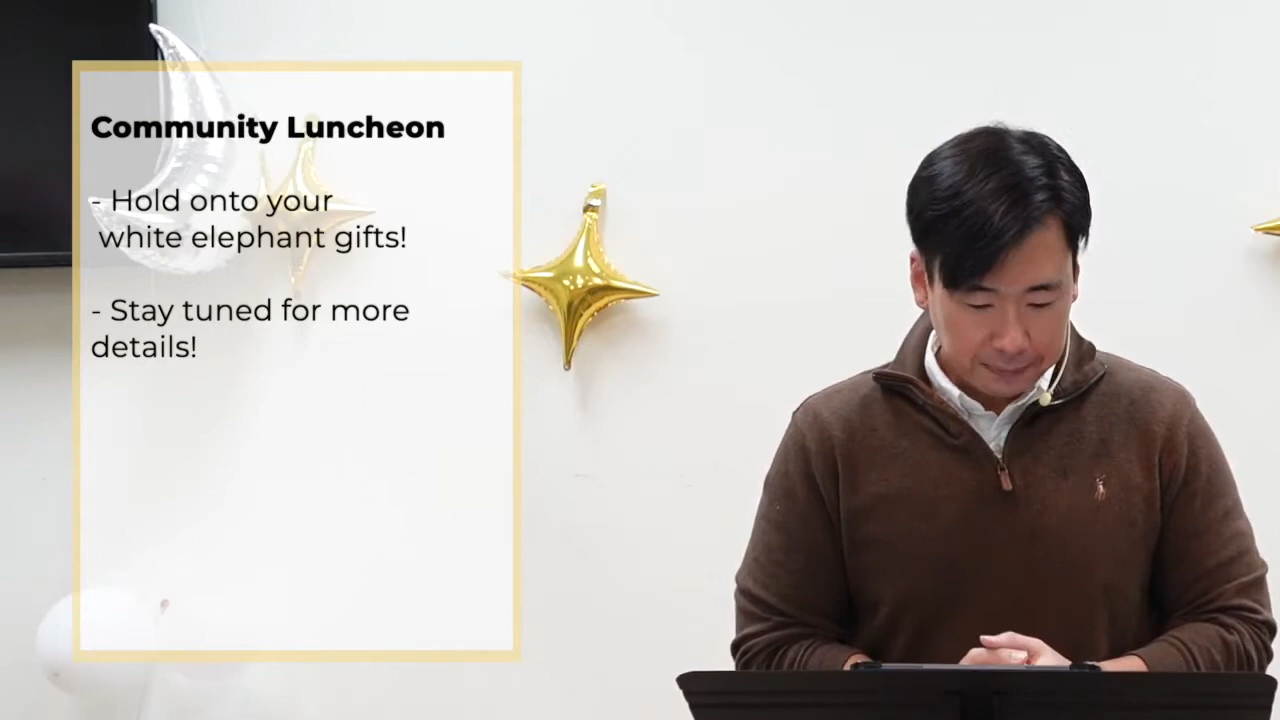 Community Luncheon
- Hold onto your
white elephant gifts!
- Stay tuned for more
details!